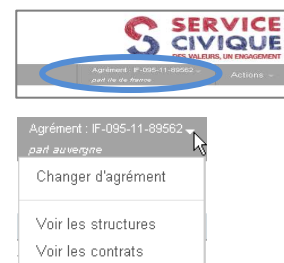 SERVICE
CIVIQUE
DES VALEURS, UN ENGAGEMENT
Agrément : IF-095-11-89562
part ile de france
Actions
Agrément : IF-095-11-89562
part auvergne
Changer d'agrément
Voir les structures
Voir les contrats